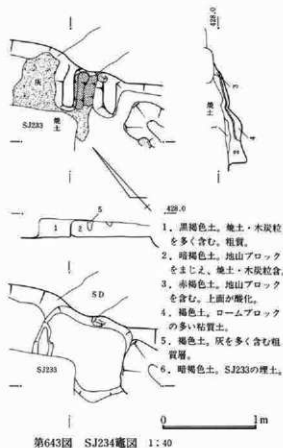 428.0
灰
焼土
SJ233
焼土
428.0
5
1
2
1. 黒褐色土。焼土・木炭粒
を多く含む。粗質。
2. 暗褐色土。地山ブロック
をまじえ、焼土・木炭粒含。
3. 赤褐色土。地山ブロック
を含む。上面が酸化。
4. 褐色土。ロームブロック
の多い粘質土。
5. 褐色土。灰を多く含む粗
質層。
6. 暗褐色土。SJ233の埋土。
SD
SJ233
0 1m
第643図 SJ234竈図 1:40